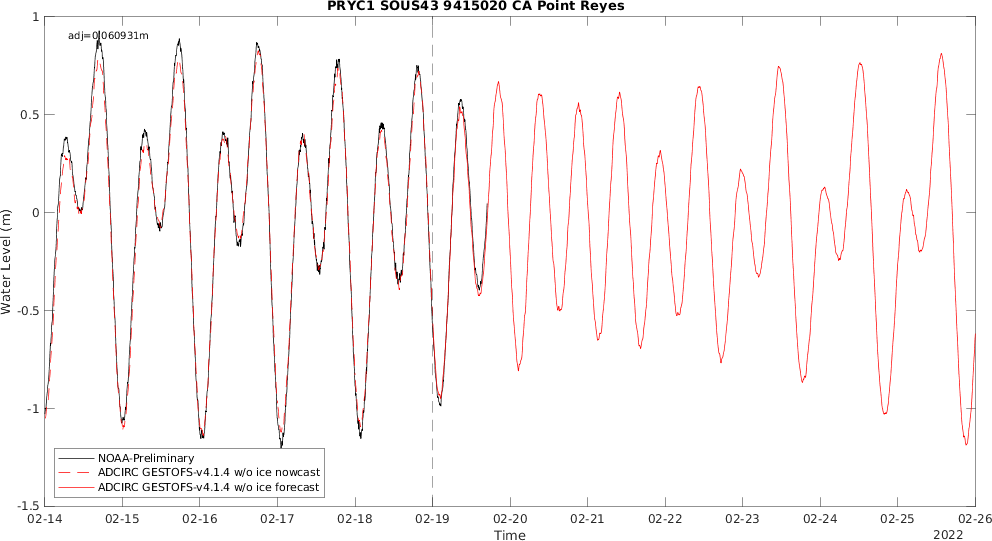 PRYC1 SOUS43 9415020 CA Point Reyes
adj=0.060931m
1
0.5
0
-0.5
-1
-1.5
Water Level (m)
NOAA-Preliminary
ADCIRC GESTOFS-v4.1.4 w/o ice nowcast
ADCIRC GESTOFS-v4.1.4 w/o ice forecast
02-14 02-15 02-16 02-17 02-18 02-19 02-20 02-21 02-22 02-23 02-24 02-25 02-26
Time
2022